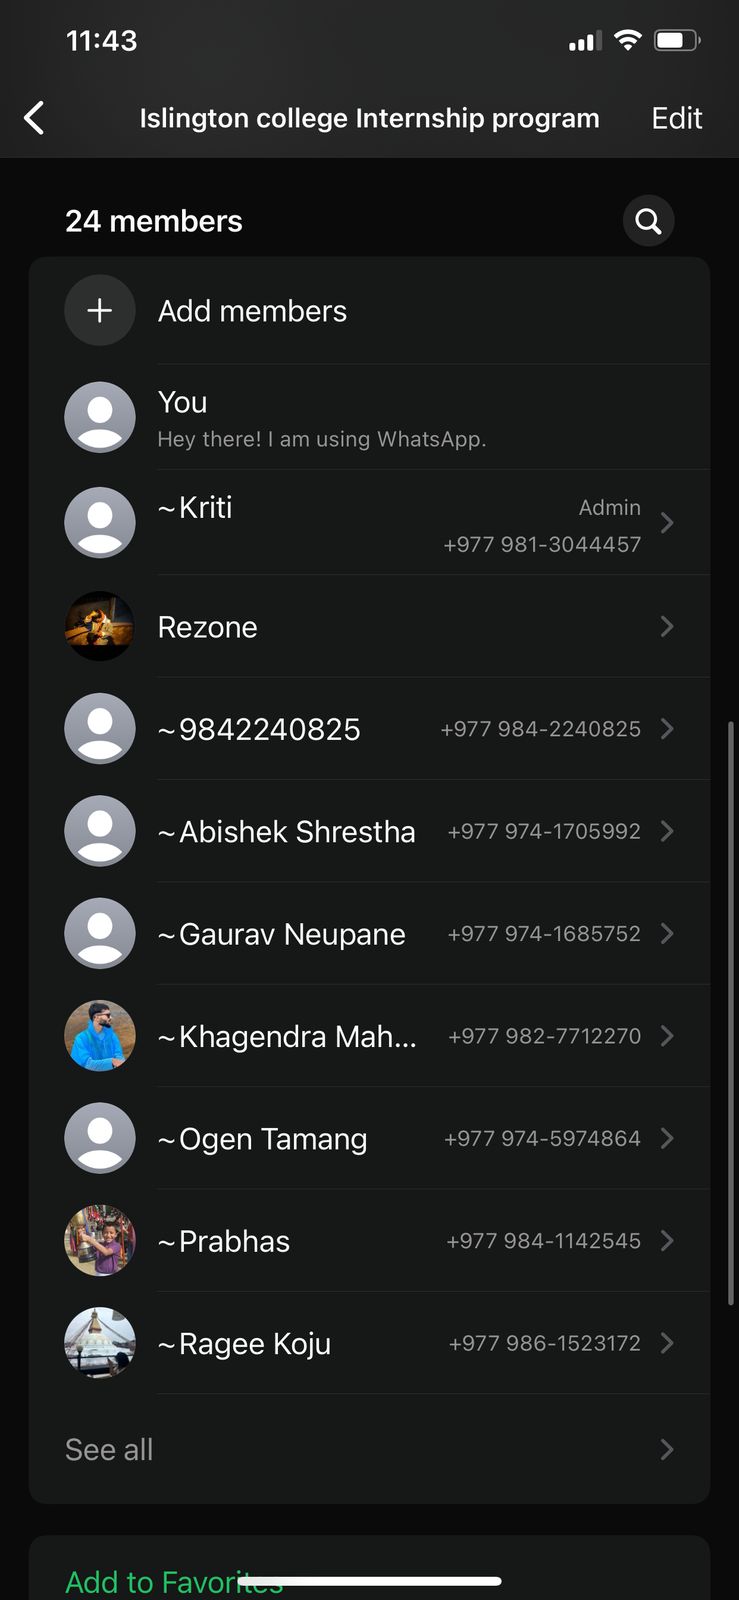 11:43
Islington college Internship program
Edit
24 members
Add members
You
Hey there! I am using WhatsApp.
~Kriti
Admin
+977 981-3044457
Rezone
~9842240825 +977 984-2240825
~Abishek Shrestha +977 974-1705992
~Gaurav Neupane +977 974-1685752
~Khagendra Mah... +977 982-7712270
~Ogen Tamang +977 974-5974864
~Prabhas +977 984-1142545
~Ragee Koju +977 986-1523172
See all
Add to Favorites